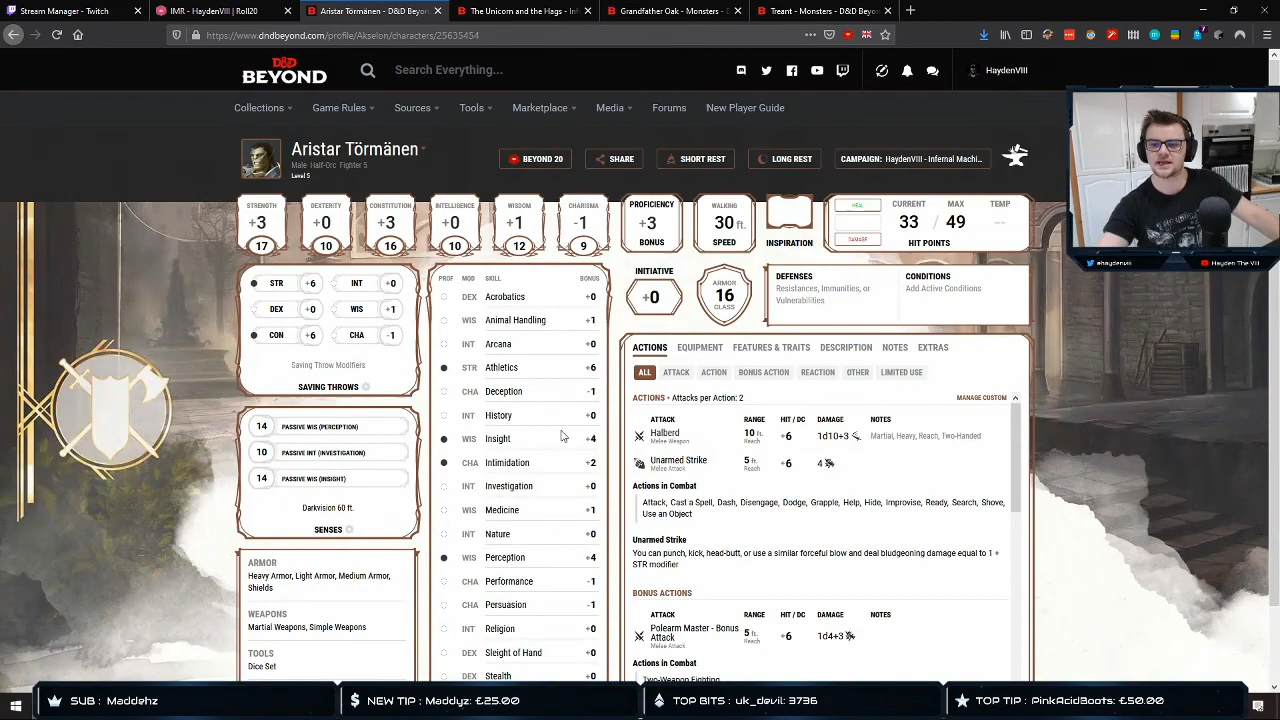 Stream Manager - Twitch
IMR - HaydenVIII | Roll20
Aristar Törmänen - D&D Beyon
The Unicorn and the Hags - Inf
Grandfather Oak - Monsters - D
Treant - Monsters - D&D Beyon
https://www.dndbeyond.com/profile/Akselon/characters/25635454
D&D BEYOND
Search Everything...
HaydenVIII
Collections
Game Rules
Sources
Tools
Marketplace
Media
Forums
New Player Guide
Aristar Törmänen
Male Half-Orc Fighter 5
Level 5
BEYOND 20
SHARE
SHORT REST
LONG REST
CAMPAIGN: HaydenVIII - Infernal Machi...
STRENGTH +3 17
DEXTERITY +0 10
CONSTITUTION +3 16
INTELLIGENCE +0 10
WISDOM +1 12
CHARISMA -1 9
PROFICIENCY +3 BONUS
WALKING 30 ft. SPEED
INSPIRATION
HEAL
DAMAGE
CURRENT MAX TEMP
33 / 49 --
HIT POINTS
@haydenviii
Hayden The VIII
STR +6 INT +0
DEX +0 WIS +1
CON +6 CHA -1
Saving Throw Modifiers
SAVING THROWS
14 PASSIVE WIS (PERCEPTION)
10 PASSIVE INT (INVESTIGATION)
14 PASSIVE WIS (INSIGHT)
Darkvision 60 ft.
SENSES
ARMOR
Heavy Armor, Light Armor, Medium Armor,
Shields
WEAPONS
Martial Weapons, Simple Weapons
TOOLS
Dice Set
PROF MOD SKILL BONUS
DEX Acrobatics +0
WIS Animal Handling +1
INT Arcana +0
STR Athletics +6
CHA Deception -1
INT History +0
WIS Insight +4
CHA Intimidation +2
INT Investigation +0
WIS Medicine +1
INT Nature +0
WIS Perception +4
CHA Performance -1
CHA Persuasion -1
INT Religion +0
DEX Sleight of Hand +0
DEX Stealth +0
INITIATIVE
+0
ARMOR
16
CLASS
DEFENSES
Resistances, Immunities, or
Vulnerabilities
CONDITIONS
Add Active Conditions
ACTIONS EQUIPMENT FEATURES & TRAITS DESCRIPTION NOTES EXTRAS
ALL ATTACK ACTION BONUS ACTION REACTION OTHER LIMITED USE
ACTIONS • Attacks per Action: 2
MANAGE CUSTOM
ATTACK RANGE HIT / DC DAMAGE NOTES
Halberd 10 ft. +6 1d10+3 Martial, Heavy, Reach, Two-Handed
Melee Weapon Reach
Unarmed Strike 5 ft. +6 4
Melee Attack Reach
Actions in Combat
Attack, Cast a Spell, Dash, Disengage, Dodge, Grapple, Help, Hide, Improvise, Ready, Search, Shove,
Use an Object
Unarmed Strike
You can punch, kick, head-butt, or use a similar forceful blow and deal bludgeoning damage equal to 1 +
STR modifier
BONUS ACTIONS
ATTACK RANGE HIT / DC DAMAGE NOTES
Polearm Master - Bonus 5 ft. +6 1d4+3
Attack Reach
Melee Attack
Actions in Combat
Two-Weapon Fighting
SUB : Maddehz
NEW TIP : Maddyz: £25.00
TOP BITS : uk_devil: 3736
TOP TIP : PinkAcidBoots: £50.00